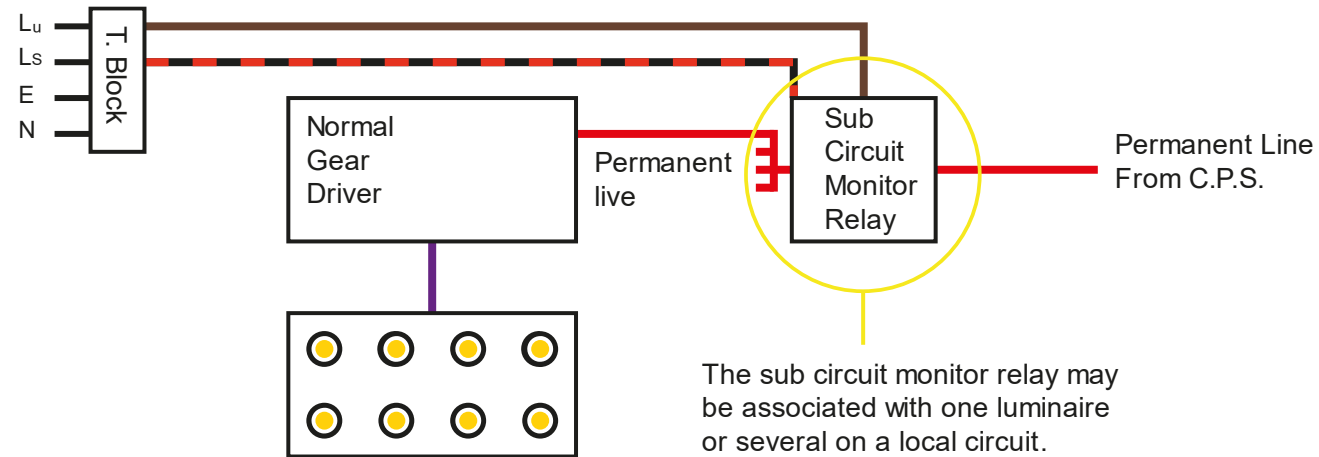 Lu
Ls
E
N
T. Block
Normal
Gear
Driver
Permanent
live
Sub
Circuit
Monitor
Relay
Permanent Line
From C.P.S.
The sub circuit monitor relay may
be associated with one luminaire
or several on a local circuit.